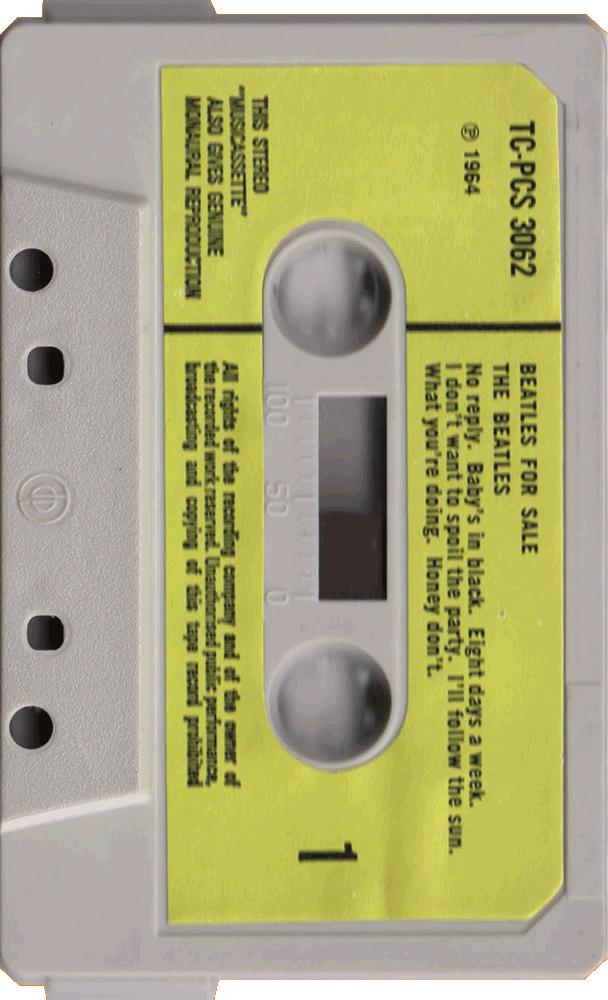 TC-PCS 3062
℗ 1964
BEATLES FOR SALE
THE BEATLES
No reply. Baby's in black. Eight days a week.
I don't want to spoil the party. I'll follow the sun.
What you're doing. Honey don't.
1
100 50 0
THIS STEREO
"MUSICASSETTE"
ALSO GIVES GENUINE
MONAURAL REPRODUCTION
All rights of the recording company and of the owner of
the recorded work reserved. Unauthorised public performance,
broadcasting and copying of this tape record prohibited